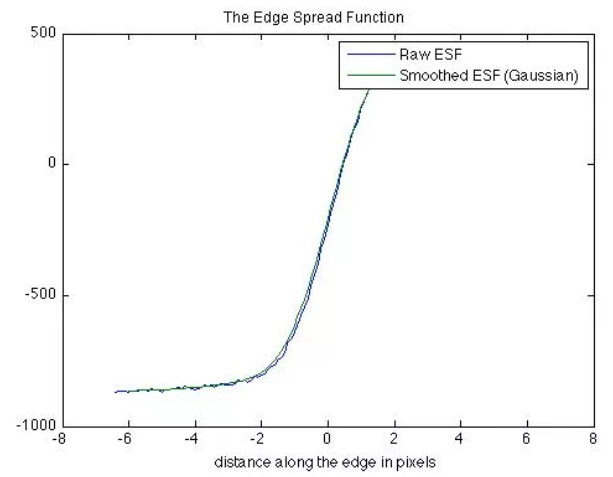 The Edge Spread Function
500
Raw ESF
Smoothed ESF (Gaussian)
0
-500
-1000
-8 -6 -4 -2 0 2 4 6 8
distance along the edge in pixels